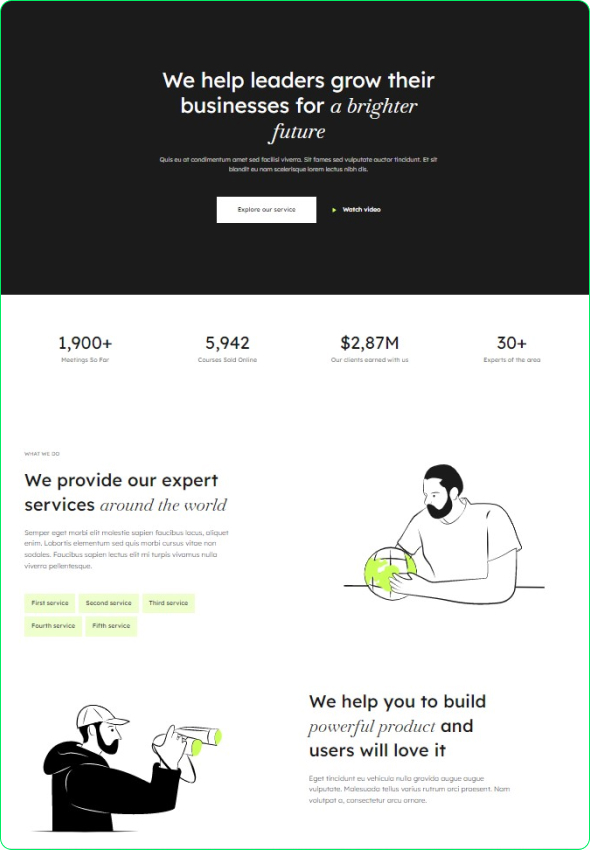 We help leaders grow their
businesses for a brighter
future
Quis eu at condimentum amet sed facilisi viverra. Sit fames sed vulputate auctor tincidunt. Et sit
blandit eu nam scelerisque lorem lectus nibh dis.
Explore our service
Watch video
1,900+
5,942
$2,87M
30+
Meetings So Far
Courses Sold Online
Our clients earned with us
Experts of the area
WHAT WE DO
We provide our expert
services around the world
Semper eget morbi elit molestie sapien faucibus lacus, aliquet
enim. Lobortis elementum sed quis morbi cursus vitae non
sodales. Faucibus sapien lectus elit mi turpis vivamus nulla
viverra pellentesque.
First service
Second service
Third service
Fourth service
Fifth service
We help you to build
powerful product and
users will love it
Eget tincidunt eu vehicula nulla gravida augue augue
vulputate. Malesuada tellus varius rutrum arci praesent. Nam
volutpat a, consectetur arcu ornare.